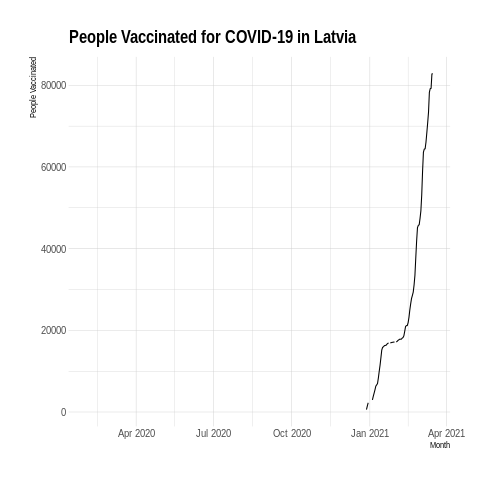 People Vaccinated for COVID-19 in Latvia
People Vaccinated
80000
60000
40000
20000
0
Apr 2020 Jul 2020 Oct 2020 Jan 2021 Apr 2021
Month